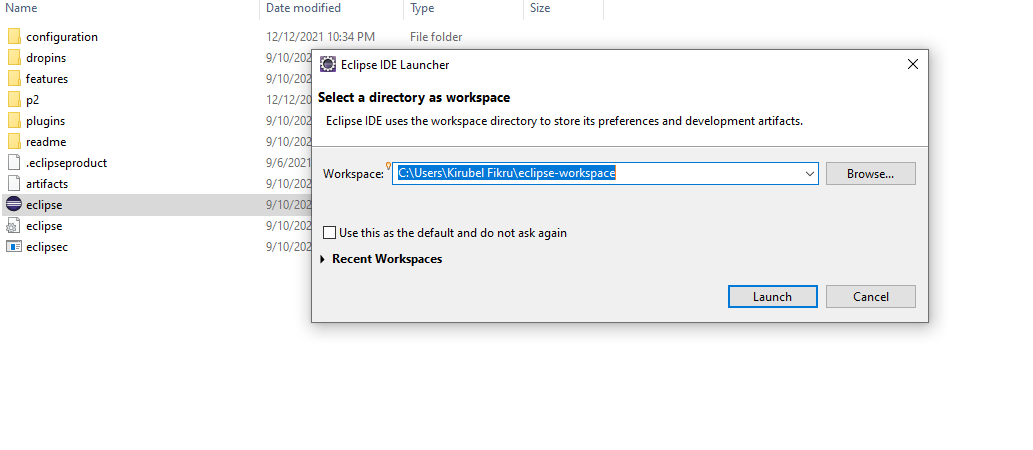 Name Date modified Type Size
configuration 12/12/2021 10:34 PM File folder
dropins 9/10/202
features 9/10/202
p2 12/12/20
plugins 9/10/202
readme 9/10/202
.eclipseproduct 9/6/2021
artifacts 9/10/202
eclipse 9/10/202
eclipse 9/10/202
eclipsec 9/10/202
Eclipse IDE Launcher
Select a directory as workspace
Eclipse IDE uses the workspace directory to store its preferences and development artifacts.
Workspace: C:\Users\Kirubel Fikru\eclipse-workspace Browse...
Use this as the default and do not ask again
Recent Workspaces
Launch Cancel